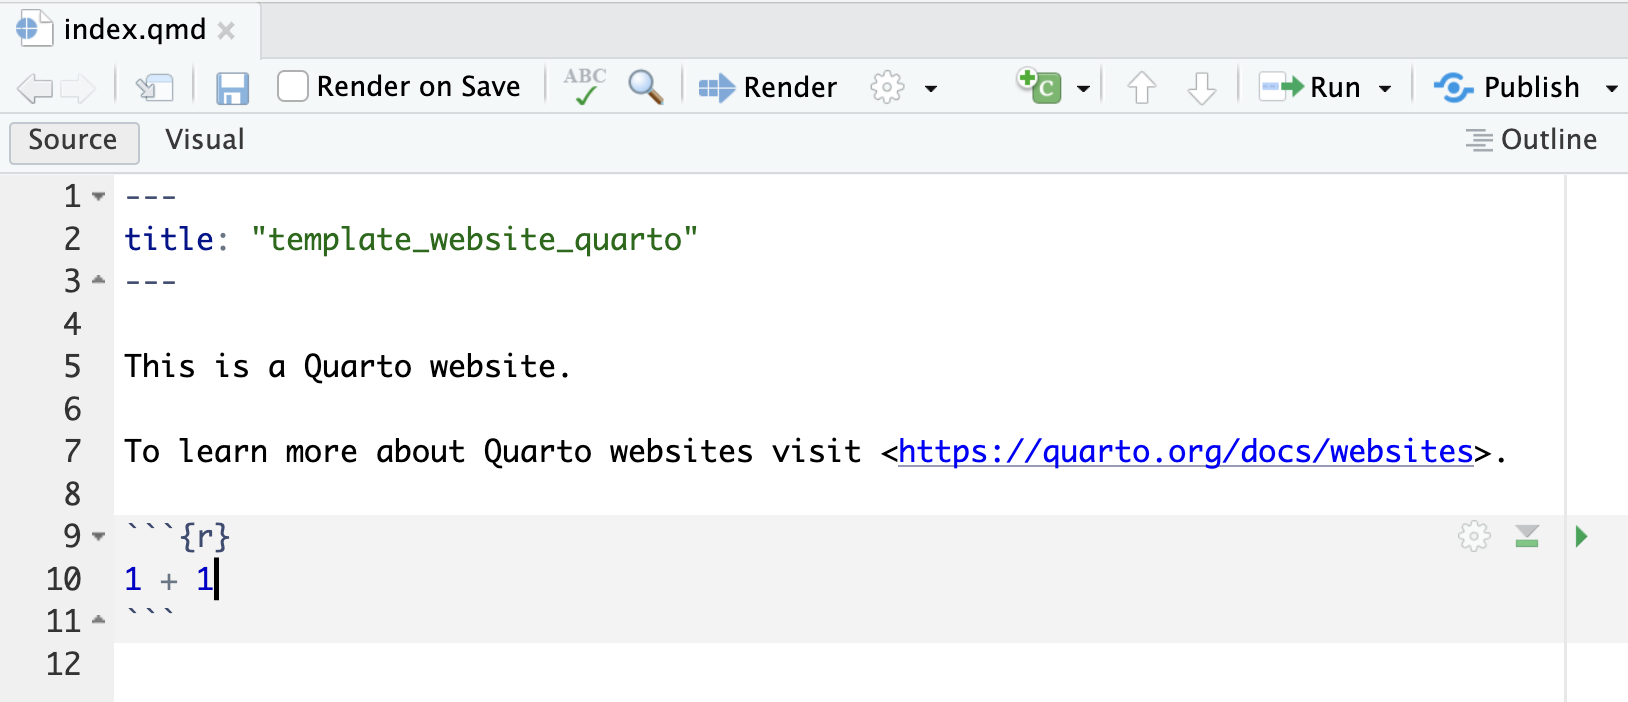 index.qmd
Render on Save ABC Render C Run Publish
Source Visual Outline
1 ---
2 title: "template_website_quarto"
3 ---
4
5 This is a Quarto website.
6
7 To learn more about Quarto websites visit <https://quarto.org/docs/websites>.
8
9 ```{r}
10 1 + 1
11 ```
12